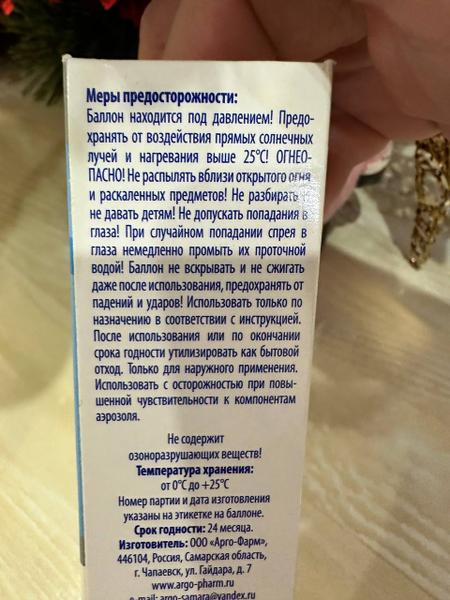 Меры предосторожности:
Баллон находится под давлением! Предо-
хранять от воздействия прямых солнечных
лучей и нагревания выше 25°С! ОГНЕО-
ПАСНО! Не распылять вблизи открытого огня
и раскаленных предметов! Не разбирать и
не давать детям! Не допускать попадания в
глаза! При случайном попадании спрея в
глаза немедленно промыть их проточной
водой! Баллон не вскрывать и не сжигать
даже после использования, предохранять от
падений и ударов! Использовать только по
назначению в соответствии с инструкцией.
После использования или по окончании
срока годности утилизировать как бытовой
отход. Только для наружного применения.
Использовать с осторожностью при повы-
шенной чувствительности к компонентам
аэрозоля.
Не содержит
озоноразрушающих веществ!
Температура хранения:
от 0°С до +25°С
Номер партии и дата изготовления
указаны на этикетке на баллоне.
Срок годности: 24 месяца.
Изготовитель: ООО «Арго-Фарм»,
446104, Россия, Самарская область,
г. Чапаевск, ул. Гайдара, д. 7
www.argo-pharm.ru
e-mail: argo-samara@yandex.ru